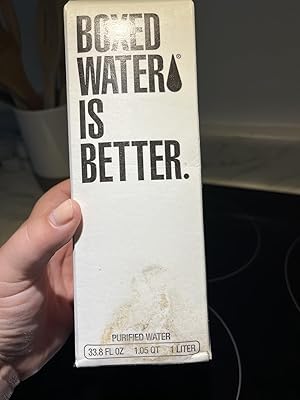 BOXED
WATER®
IS
BETTER.
PURIFIED WATER
33.8 FL OZ 1.05 QT 1 LITER